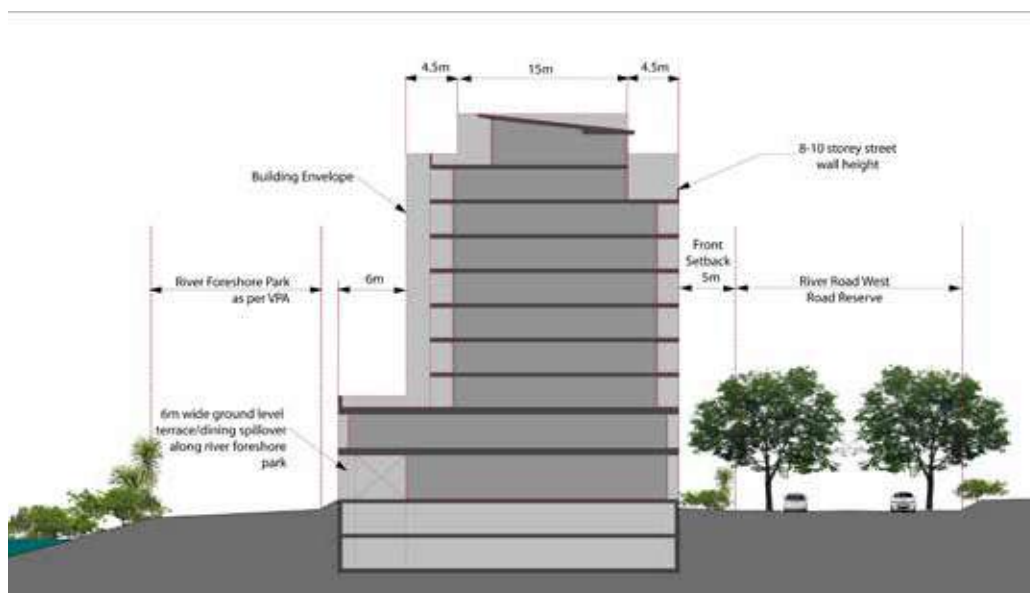 4.5m
15m
4.5m
8-10 storey street
wall height
Building Envelope
Front
Setback
5m
River Foreshore Park
as per VPA
6m
River Road West
Road Reserve
6m wide ground level
terrace/dining spillover
along river foreshore
park